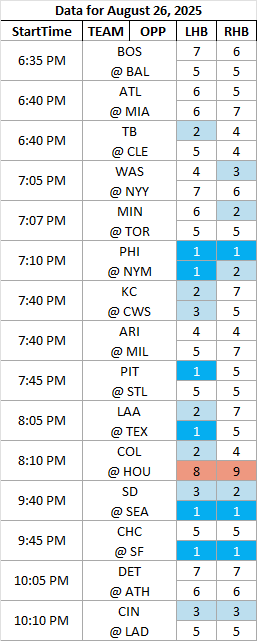 Data for August 26, 2025
StartTime TEAM OPP LHB RHB
6:35 PM BOS 7 6
@ BAL 5 5
6:40 PM ATL 6 5
@ MIA 6 7
6:40 PM TB 2 4
@ CLE 5 4
7:05 PM WAS 4 3
@ NYY 7 6
7:07 PM MIN 6 2
@ TOR 5 5
7:10 PM PHI 1 1
@ NYM 1 2
7:40 PM KC 2 7
@ CWS 3 5
7:40 PM ARI 4 4
@ MIL 5 7
7:45 PM PIT 1 5
@ STL 5 5
8:05 PM LAA 2 7
@ TEX 1 5
8:10 PM COL 2 4
@ HOU 8 9
9:40 PM SD 3 2
@ SEA 1 1
9:45 PM CHC 5 5
@ SF 1 1
10:05 PM DET 7 7
@ ATH 6 6
10:10 PM CIN 3 3
@ LAD 5 5